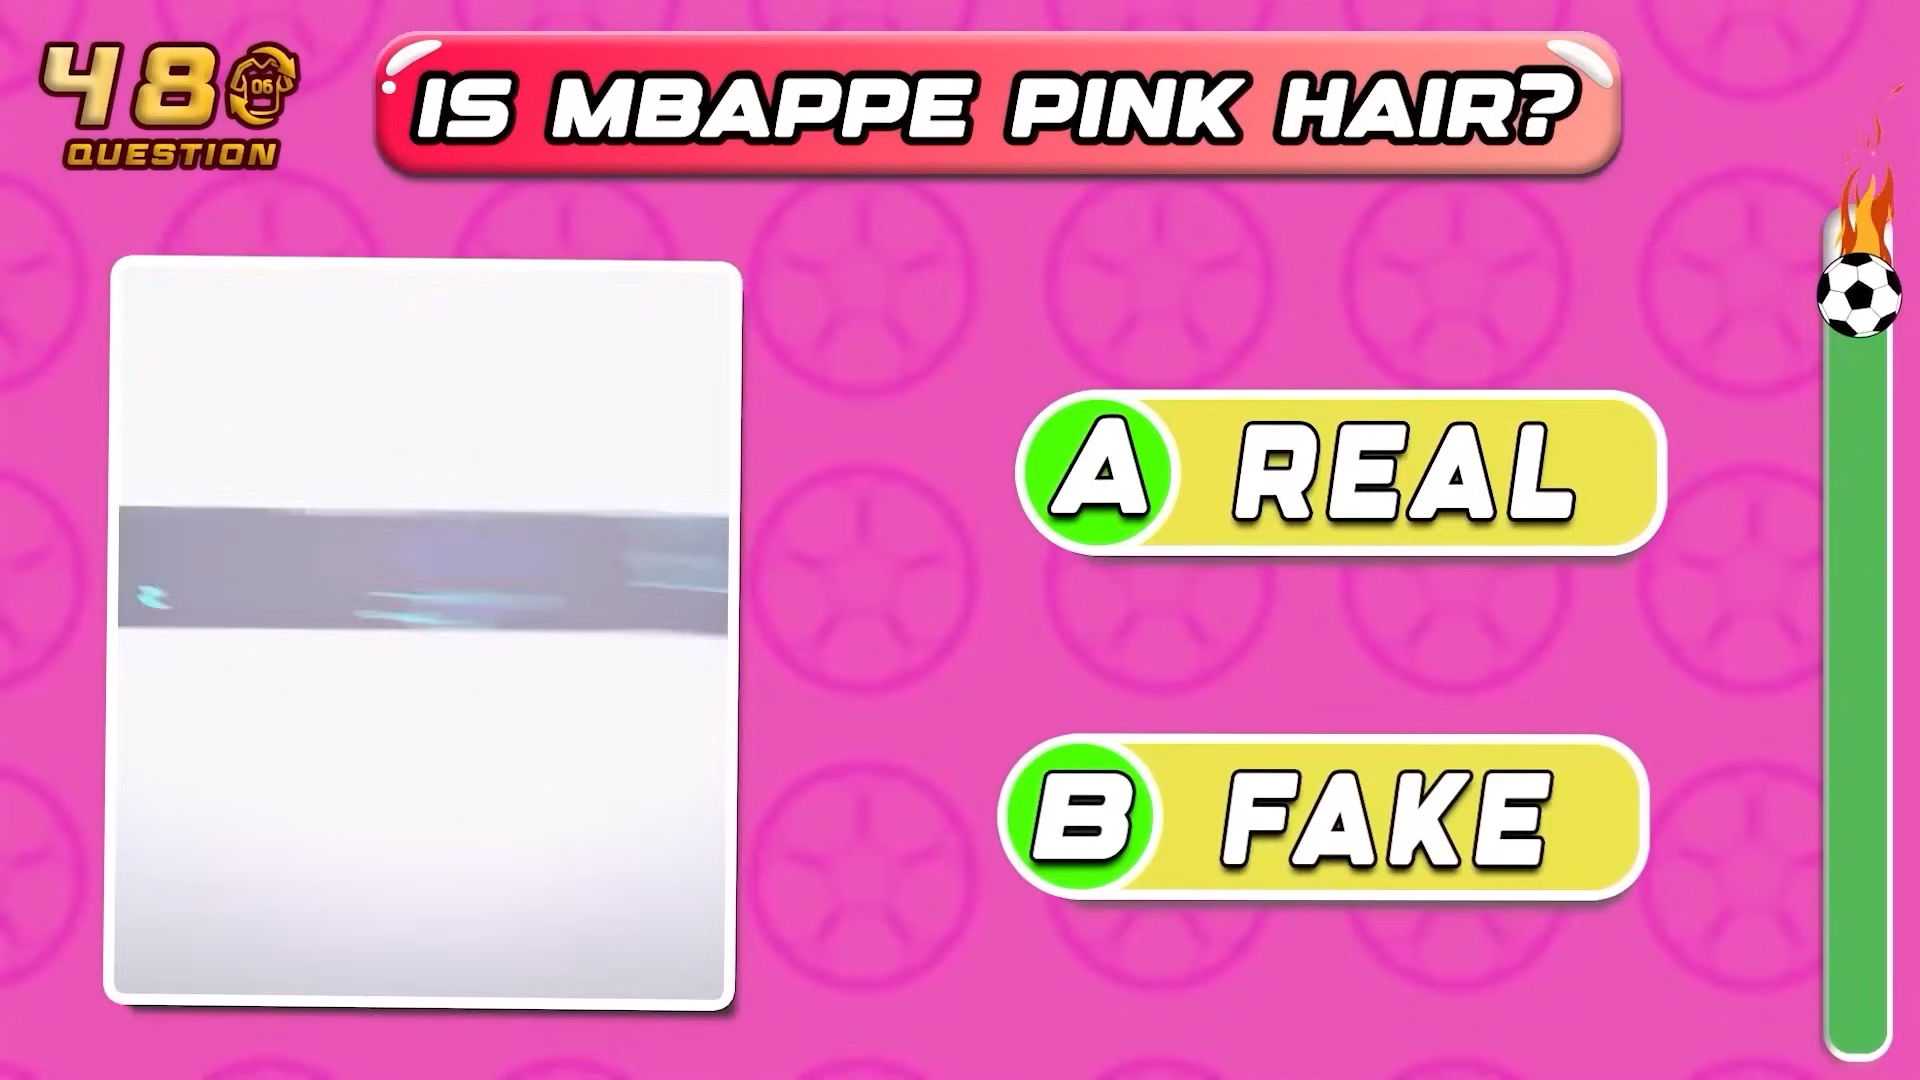 48
06
QUESTION
IS MBAPPE PINK HAIR?
A REAL
B FAKE